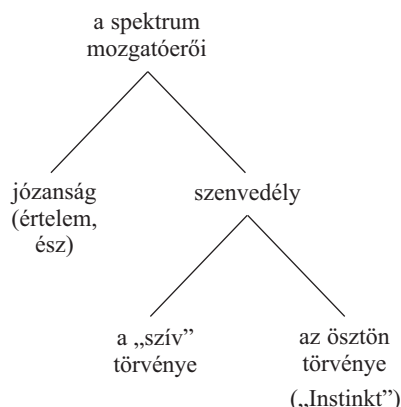 a spektrum
mozgatóerői
józanság
(értelem,
ész)
szenvedély
a „szív”
törvénye
az ösztön
törvénye
(„Instinkt”)